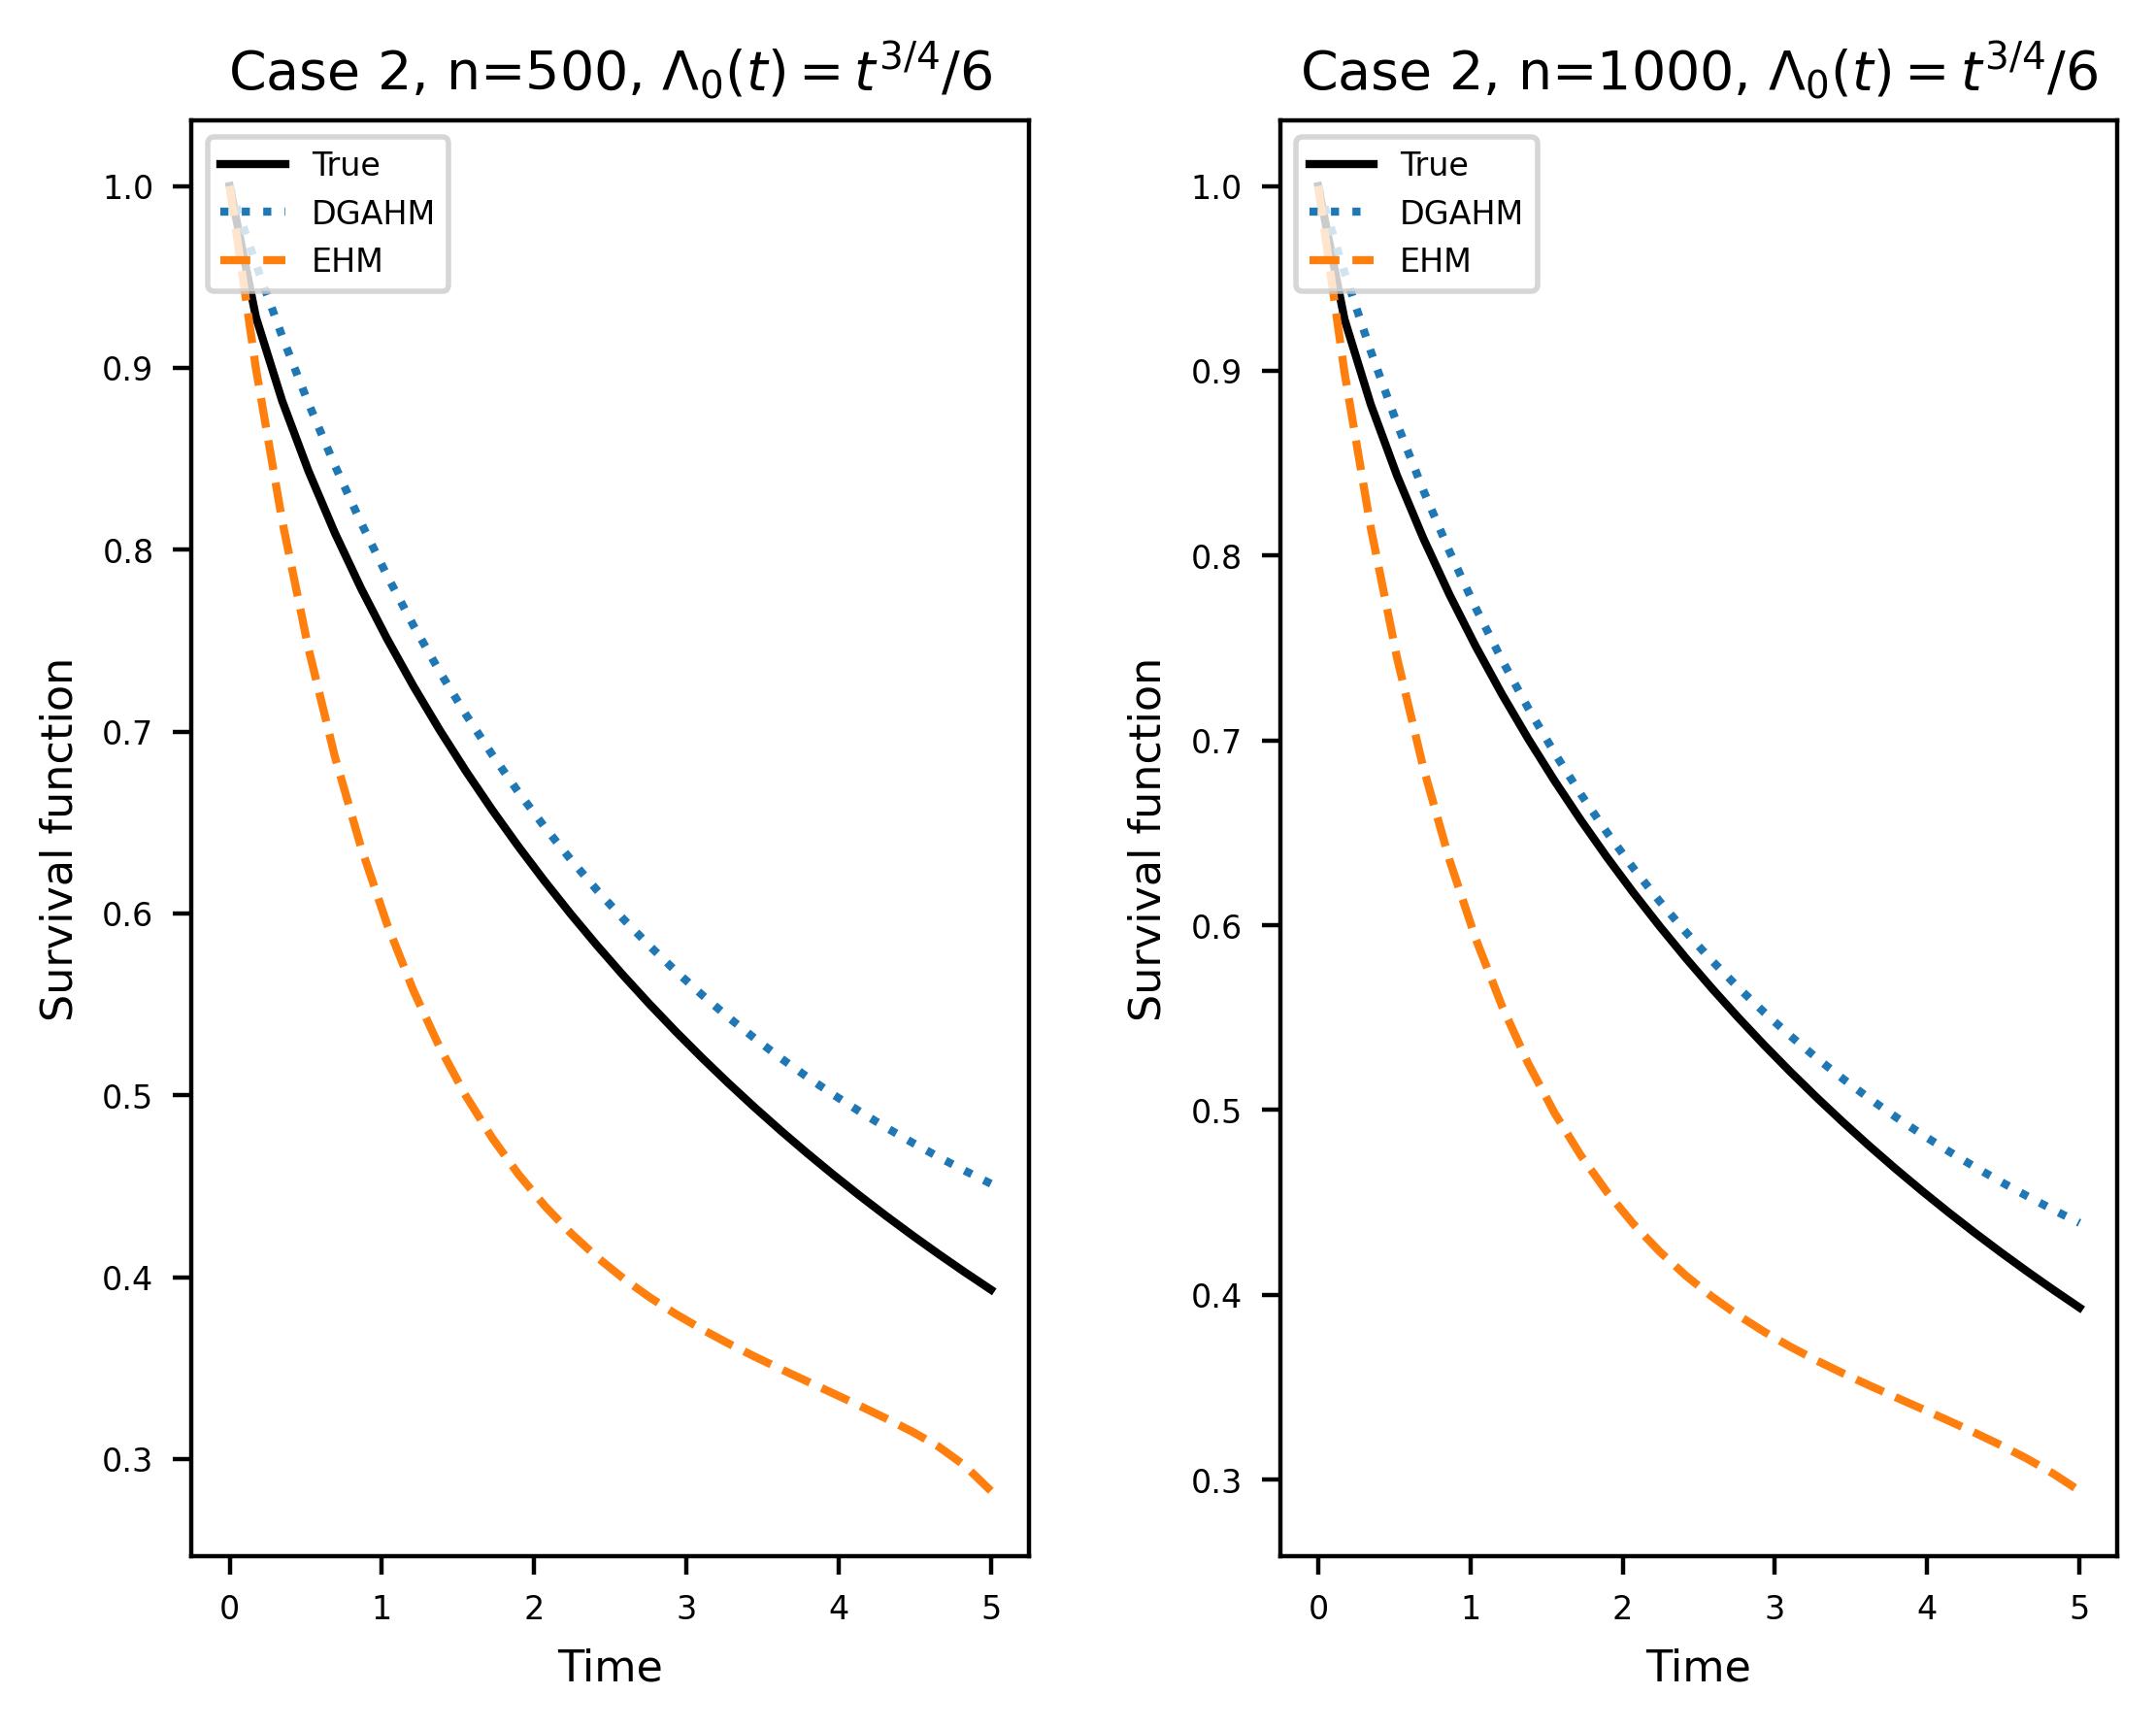 Case 2, n=500, Λ₀(t) = t^{3/4}/6
True
DGAHM
EHM
1.0
0.9
0.8
0.7
0.6
0.5
0.4
0.3
Survival function
0 1 2 3 4 5
Time
Case 2, n=1000, Λ₀(t) = t^{3/4}/6
True
DGAHM
EHM
1.0
0.9
0.8
0.7
0.6
0.5
0.4
0.3
Survival function
0 1 2 3 4 5
Time